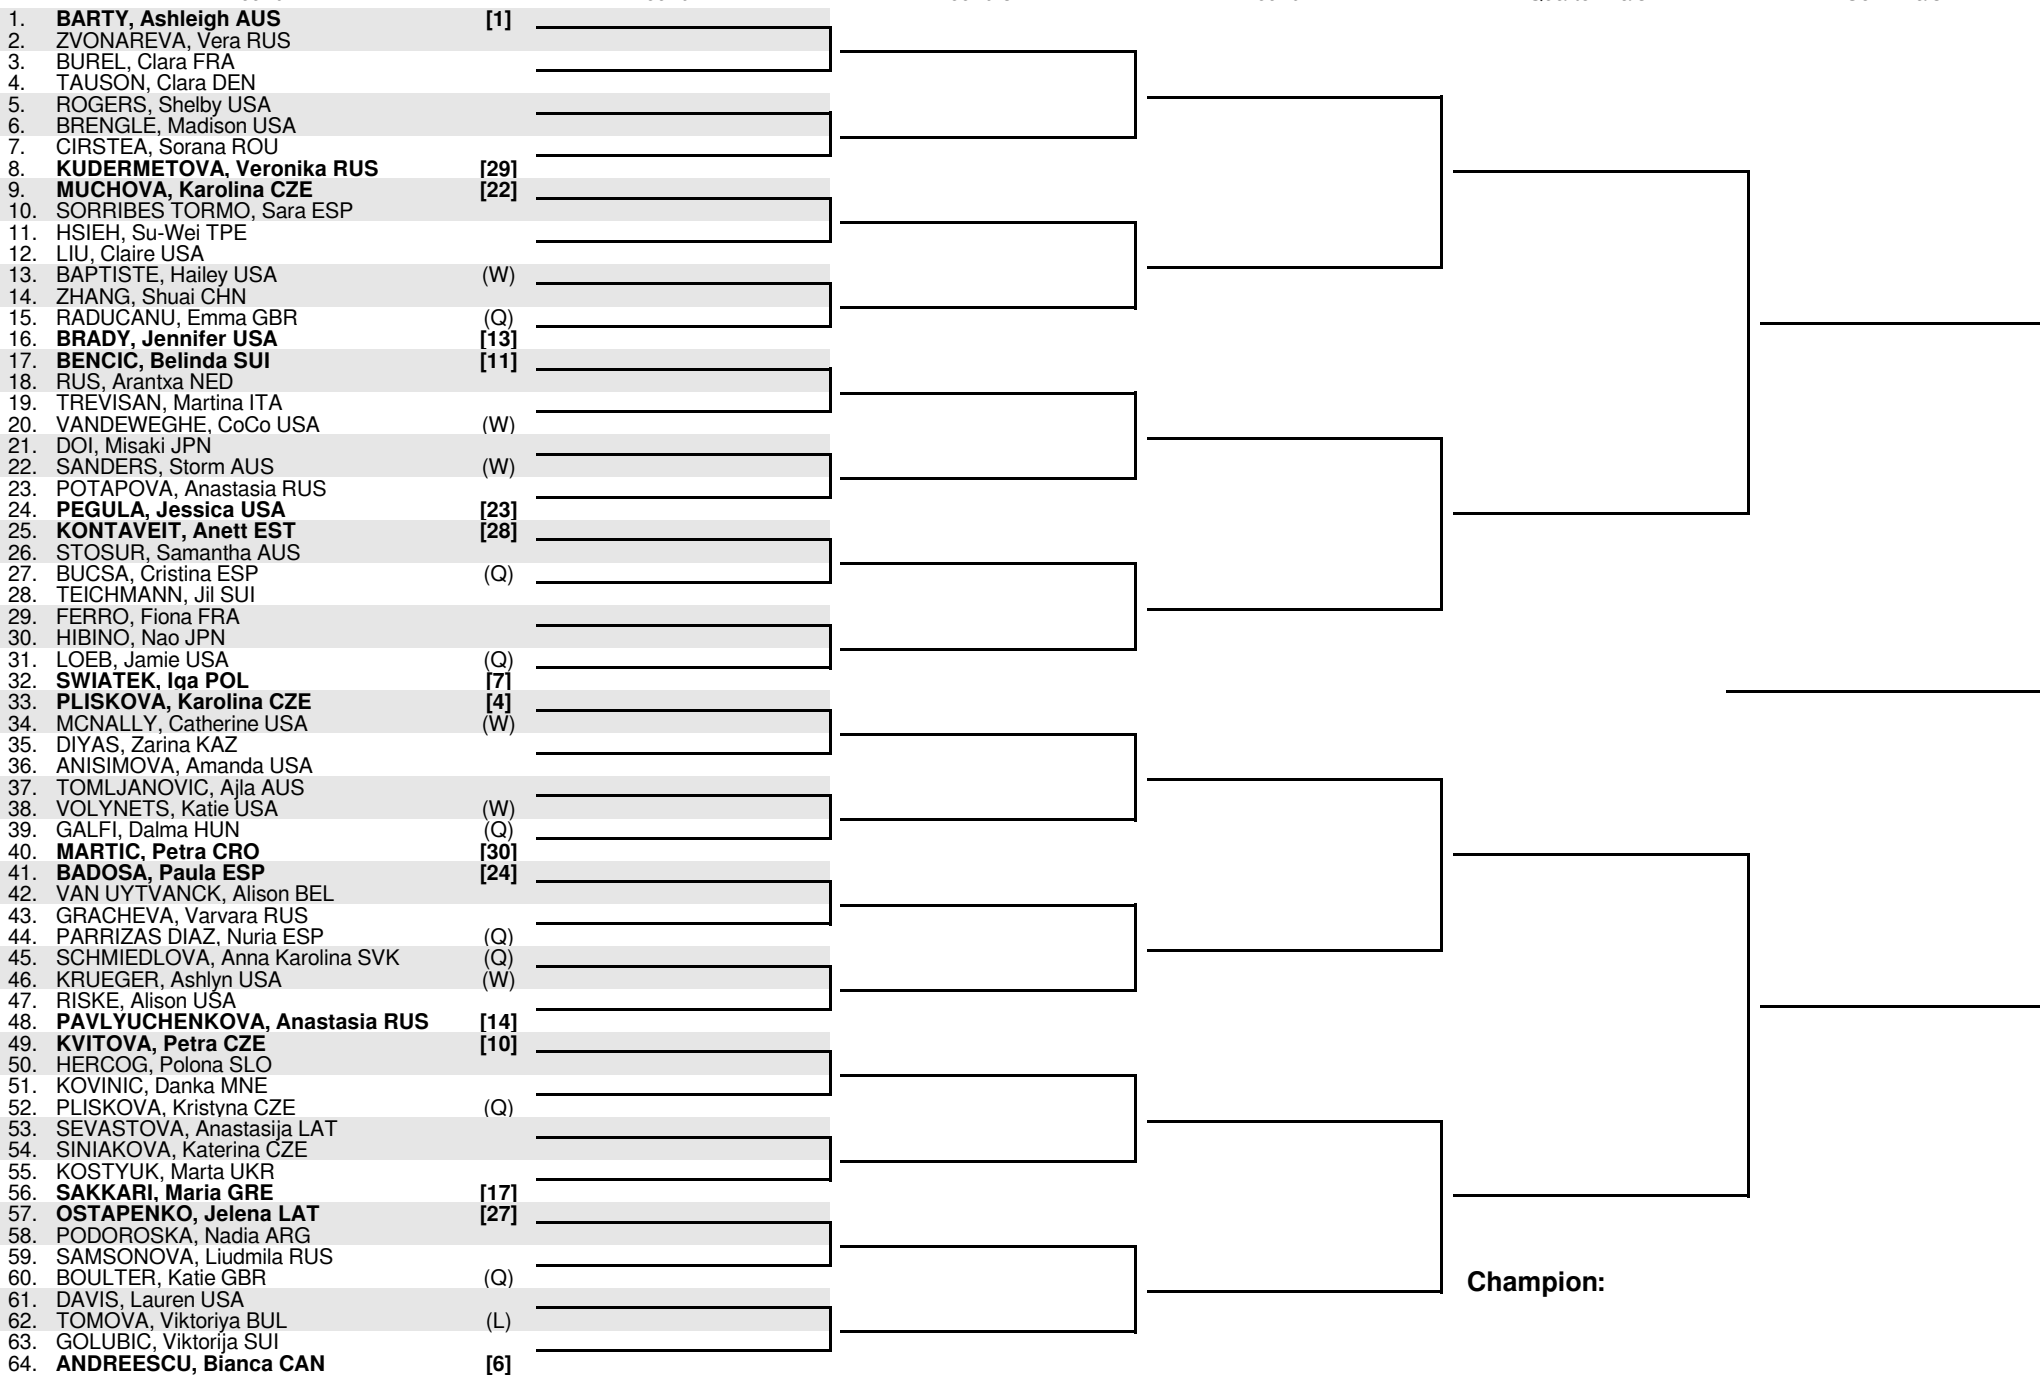 1. BARTY, Ashleigh AUS [1]
2. ZVONAREVA, Vera RUS
3. BUREL, Clara FRA
4. TAUSON, Clara DEN
5. ROGERS, Shelby USA
6. BRENGLE, Madison USA
7. CIRSTEA, Sorana ROU
8. KUDERMETOVA, Veronika RUS [29]
9. MUCHOVA, Karolina CZE [22]
10. SORRIBES TORMO, Sara ESP
11. HSIEH, Su-Wei TPE
12. LIU, Claire USA
13. BAPTISTE, Hailey USA (W)
14. ZHANG, Shuai CHN
15. RADUCANU, Emma GBR (Q)
16. BRADY, Jennifer USA [13]
17. BENCIC, Belinda SUI [11]
18. RUS, Arantxa NED
19. TREVISAN, Martina ITA
20. VANDEWEGHE, CoCo USA (W)
21. DOI, Misaki JPN
22. SANDERS, Storm AUS (W)
23. POTAPOVA, Anastasia RUS
24. PEGULA, Jessica USA [23]
25. KONTAVEIT, Anett EST [28]
26. STOSUR, Samantha AUS
27. BUCSA, Cristina ESP (Q)
28. TEICHMANN, Jil SUI
29. FERRO, Fiona FRA
30. HIBINO, Nao JPN
31. LOEB, Jamie USA (Q)
32. SWIATEK, Iga POL [7]
33. PLISKOVA, Karolina CZE [4]
34. MCNALLY, Catherine USA (W)
35. DIYAS, Zarina KAZ
36. ANISIMOVA, Amanda USA
37. TOMLJANOVIC, Ajla AUS
38. VOLYNETS, Katie USA (W)
39. GALFI, Dalma HUN (Q)
40. MARTIC, Petra CRO [30]
41. BADOSA, Paula ESP [24]
42. VAN UYTVANCK, Alison BEL
43. GRACHEVA, Varvara RUS
44. PARRIZAS DIAZ, Nuria ESP (Q)
45. SCHMIEDLOVA, Anna Karolina SVK (Q)
46. KRUEGER, Ashlyn USA (W)
47. RISKE, Alison USA
48. PAVLYUCHENKOVA, Anastasia RUS [14]
49. KVITOVA, Petra CZE [10]
50. HERCOG, Polona SLO
51. KOVINIC, Danka MNE
52. PLISKOVA, Kristyna CZE (Q)
53. SEVASTOVA, Anastasija LAT
54. SINIAKOVA, Katerina CZE
55. KOSTYUK, Marta UKR
56. SAKKARI, Maria GRE [17]
57. OSTAPENKO, Jelena LAT [27]
58. PODOROSKA, Nadia ARG
59. SAMSONOVA, Liudmila RUS
60. BOULTER, Katie GBR (Q)
Champion:
61. DAVIS, Lauren USA
62. TOMOVA, Viktoriya BUL (L)
63. GOLUBIC, Viktorija SUI
64. ANDREESCU, Bianca CAN [6]